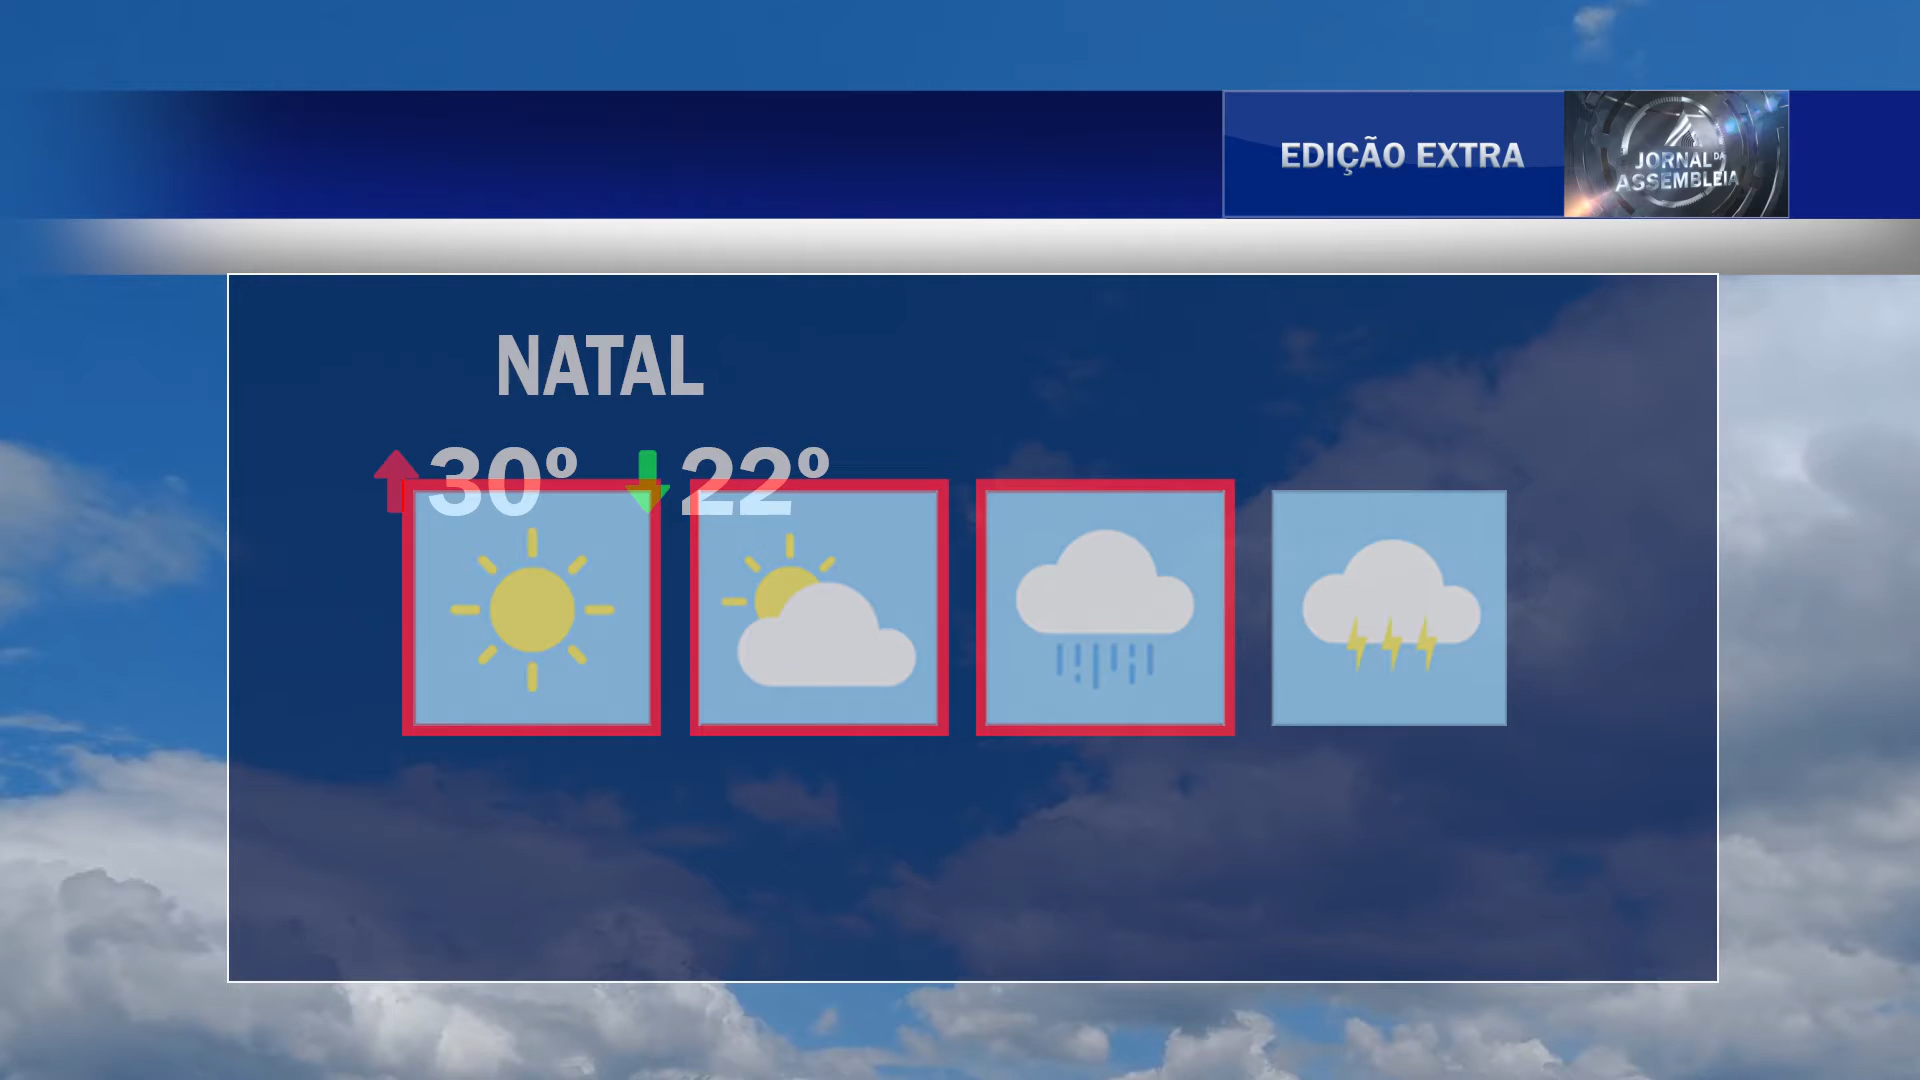 EDIÇÃO EXTRA
JORNAL DA
ASSEMBLEIA
NATAL
30º 22º